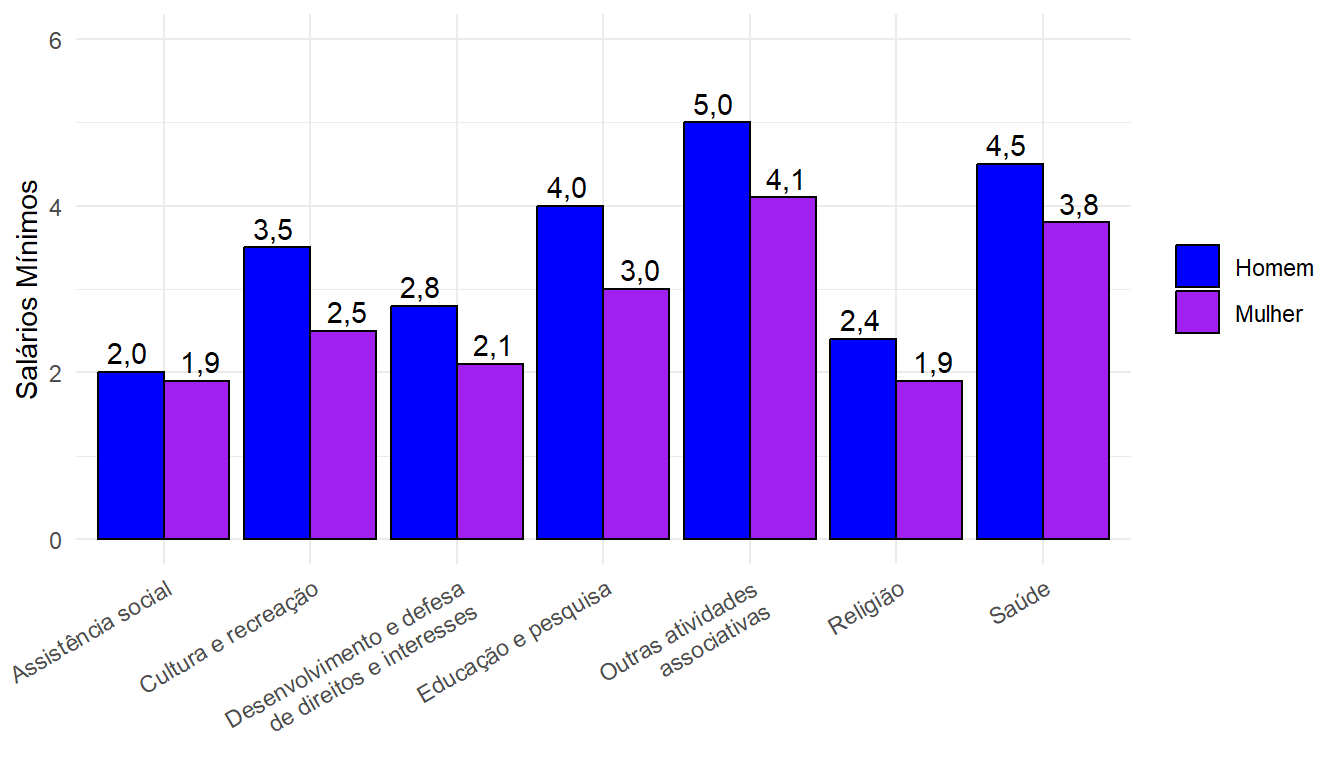 6
4
2
0
Salários Mínimos
2,0
1,9
3,5
2,5
2,8
2,1
4,0
3,0
5,0
4,1
2,4
1,9
4,5
3,8
Assistência social
Cultura e recreação
Desenvolvimento e defesa
de direitos e interesses
Educação e pesquisa
Outras atividades
associativas
Religião
Saúde
Homem
Mulher